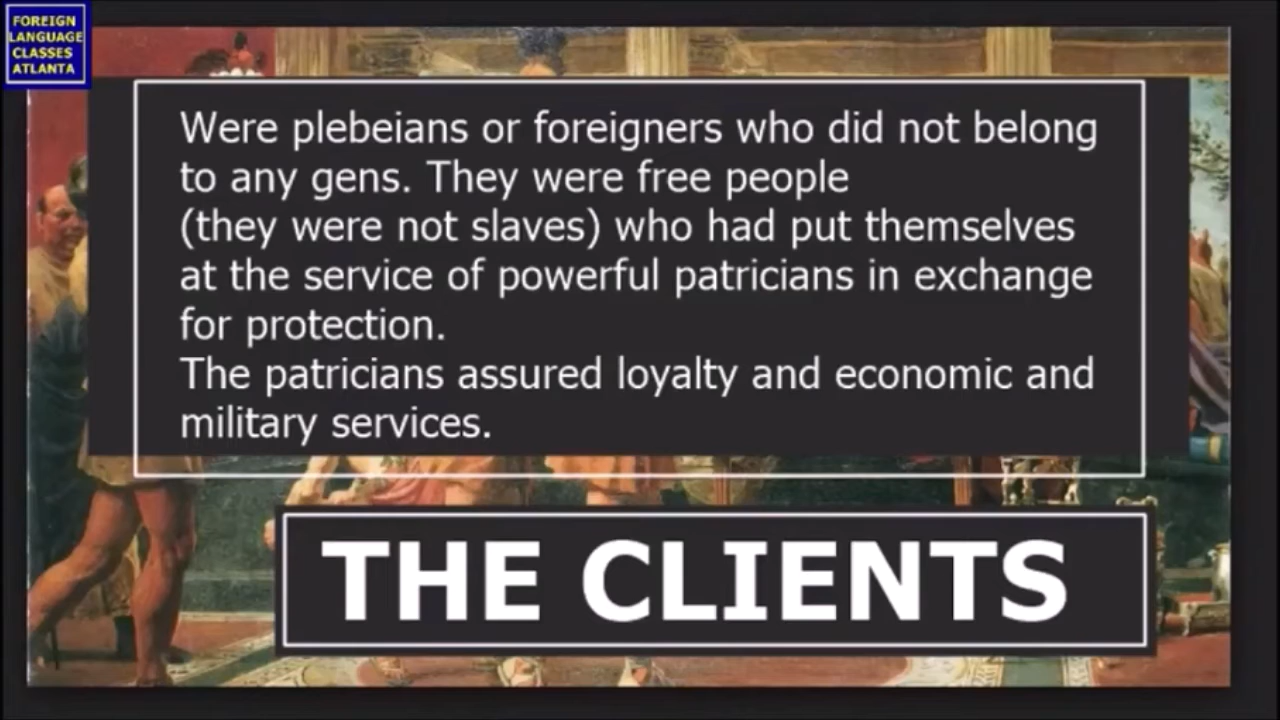 FOREIGN
LANGUAGE
CLASSES
ATLANTA
Were plebeians or foreigners who did not belong
to any gens. They were free people
(they were not slaves) who had put themselves
at the service of powerful patricians in exchange
for protection.
The patricians assured loyalty and economic and
military services.
THE CLIENTS